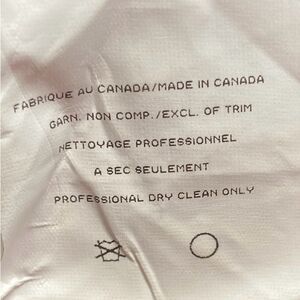 FABRIQUE AU CANADA/MADE IN CANADA
GARN. NON COMP./EXCL. OF TRIM
NETTOYAGE PROFESSIONNEL
A SEC SEULEMENT
PROFESSIONAL DRY CLEAN ONLY